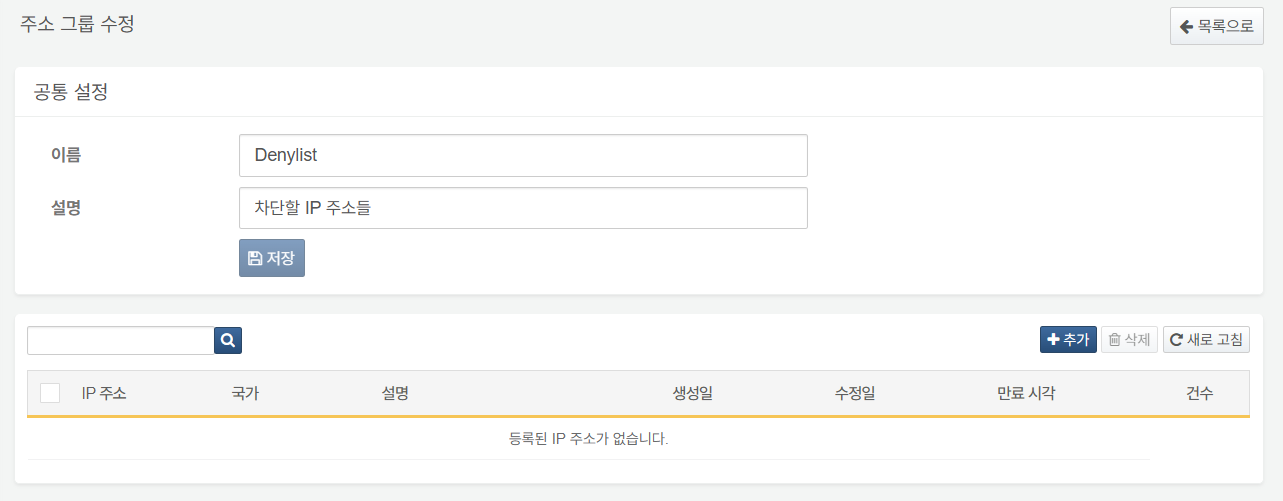 주소 그룹 수정
목록으로
공통 설정
이름
Denylist
설명
차단할 IP 주소들
저장
추가 삭제 새로 고침
IP 주소 국가 설명 생성일 수정일 만료 시각 건수
등록된 IP 주소가 없습니다.